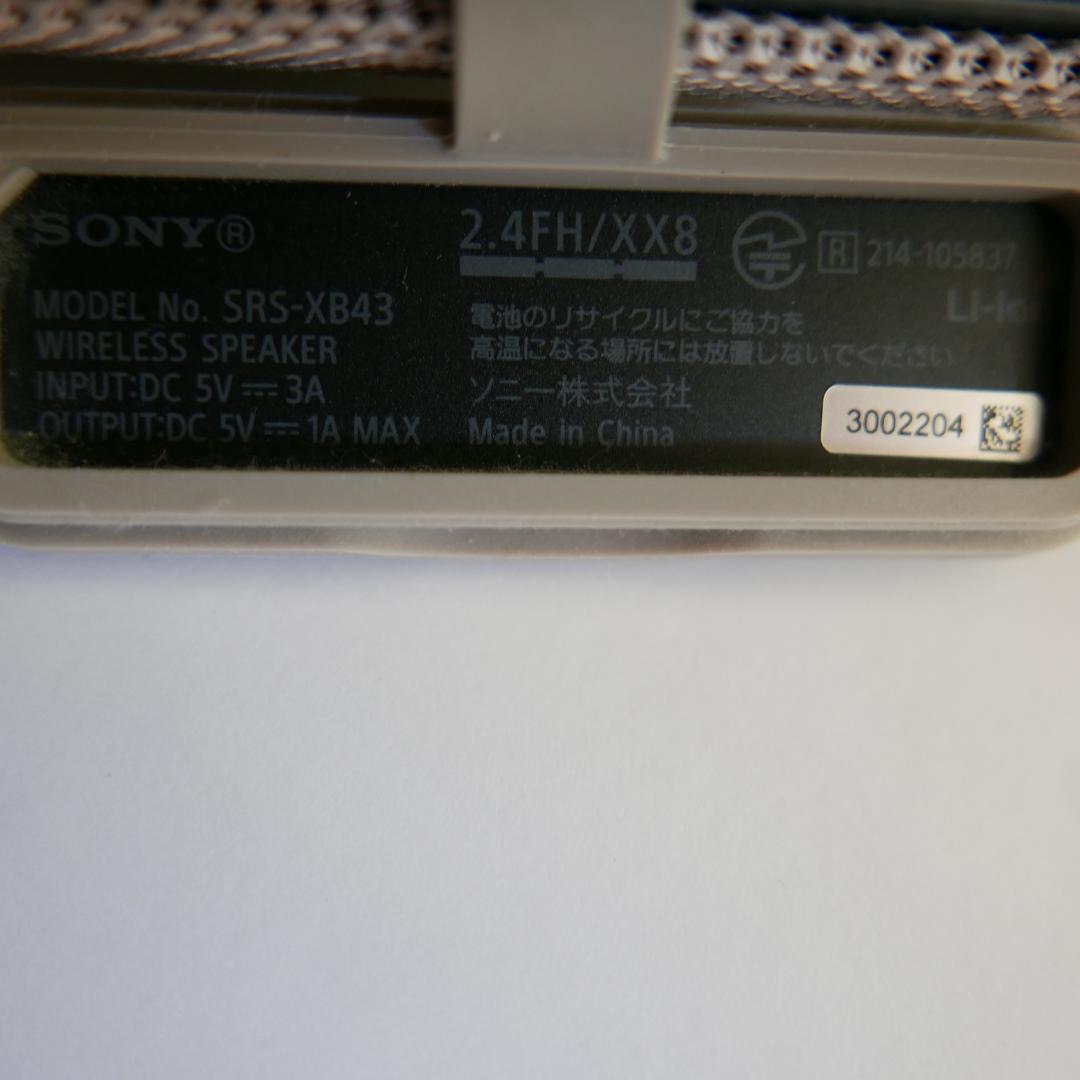 SONY®
MODEL No. SRS-XB43
WIRELESS SPEAKER
INPUT:DC 5V ⎓ 3A
OUTPUT:DC 5V ⎓ 1A MAX
2.4FH/XX8
R 214-105837
電池のリサイクルにご協力を
高温になる場所には放置しないでください
ソニー株式会社
Made in China
3002204